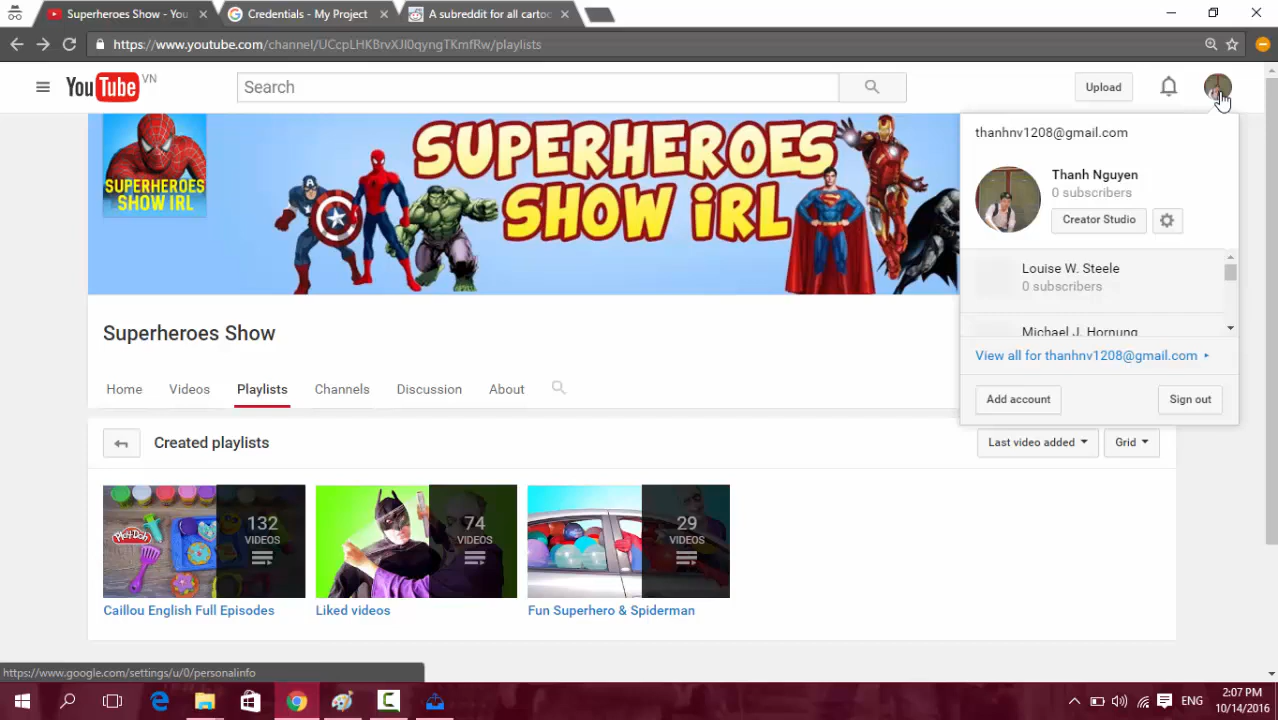 Superheroes Show - You
Credentials - My Project
A subreddit for all cartoo
https://www.youtube.com/channel/UCcpLHKBrvXJl0qyngTKmfRw/playlists
YouTube VN
Search
Upload
SUPERHEROES
SHOW IRL
SUPERHEROES
SHOW iRL
thanhnv1208@gmail.com
Thanh Nguyen
0 subscribers
Creator Studio
Louise W. Steele
0 subscribers
Michael J. Hornung
View all for thanhnv1208@gmail.com
Add account
Sign out
Superheroes Show
Home
Videos
Playlists
Channels
Discussion
About
Created playlists
Last video added
Grid
Play-Doh
132
VIDEOS
74
VIDEOS
29
VIDEOS
Caillou English Full Episodes
Liked videos
Fun Superhero & Spiderman
https://www.google.com/settings/u/0/personalinfo
ENG
2:07 PM
10/14/2016